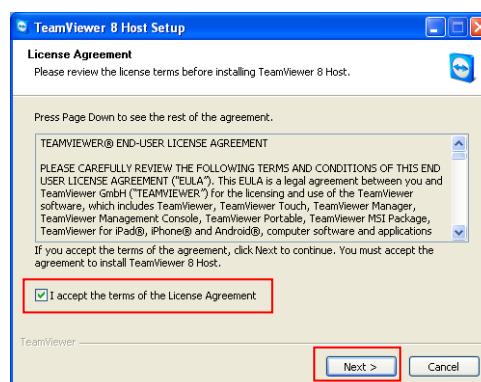 TeamViewer 8 Host Setup
License Agreement
Please review the license terms before installing TeamViewer 8 Host.
Press Page Down to see the rest of the agreement.
TEAMVIEWER® END-USER LICENSE AGREEMENT
PLEASE CAREFULLY REVIEW THE FOLLOWING TERMS AND CONDITIONS OF THIS END
USER LICENSE AGREEMENT ("EULA"). This EULA is a legal agreement between you and
TeamViewer GmbH ("TEAMVIEWER") for the licensing and use of the TeamViewer
software, which includes TeamViewer, TeamViewer Touch, TeamViewer Manager,
TeamViewer Management Console, TeamViewer Portable, TeamViewer MSI Package,
TeamViewer for iPad®, iPhone® and Android®, computer software and applications
If you accept the terms of the agreement, click Next to continue. You must accept the
agreement to install TeamViewer 8 Host.
I accept the terms of the License Agreement
TeamViewer
Next > Cancel